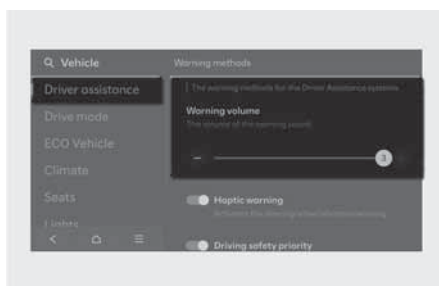 Vehicle
Warning methods
Driver assistance
The warning methods for the Driver Assistance systems.
Warning volume
The volume of the warning sound.
Drive mode
ECO Vehicle
Climate
3
Seats
Haptic warning
Lights
Driving safety priority